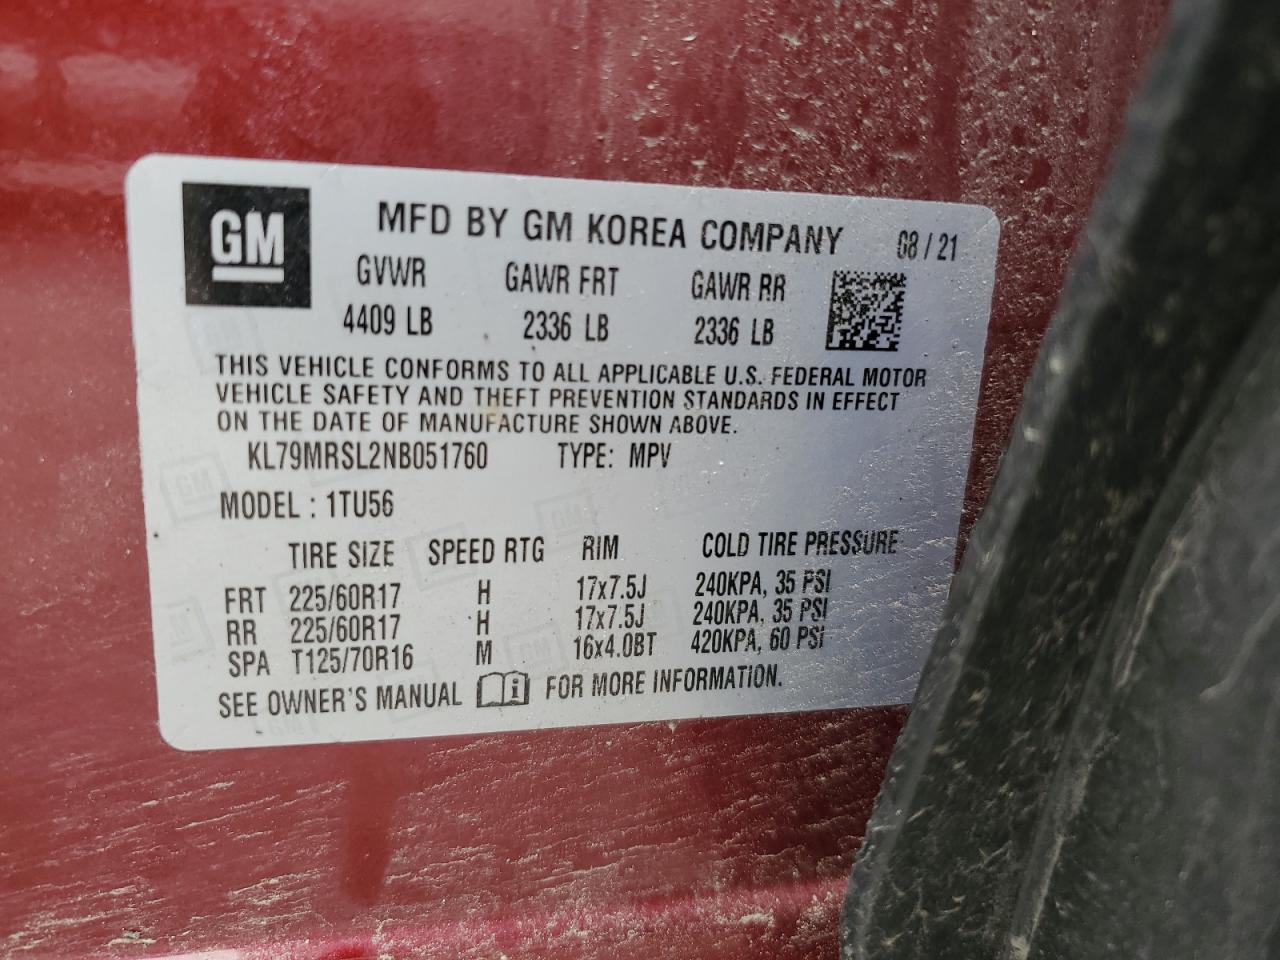 GM
MFD BY GM KOREA COMPANY 08/21
GVWR GAWR FRT GAWR RR
4409 LB 2336 LB 2336 LB
THIS VEHICLE CONFORMS TO ALL APPLICABLE U.S. FEDERAL MOTOR
VEHICLE SAFETY AND THEFT PREVENTION STANDARDS IN EFFECT
ON THE DATE OF MANUFACTURE SHOWN ABOVE.
KL79MRSL2NB051760 TYPE: MPV
MODEL : 1TU56
TIRE SIZE SPEED RTG RIM COLD TIRE PRESSURE
FRT 225/60R17 H 17x7.5J 240KPA, 35 PSI
RR 225/60R17 H 17x7.5J 240KPA, 35 PSI
SPA T125/70R16 M 16x4.0BT 420KPA, 60 PSI
SEE OWNER'S MANUAL i FOR MORE INFORMATION.